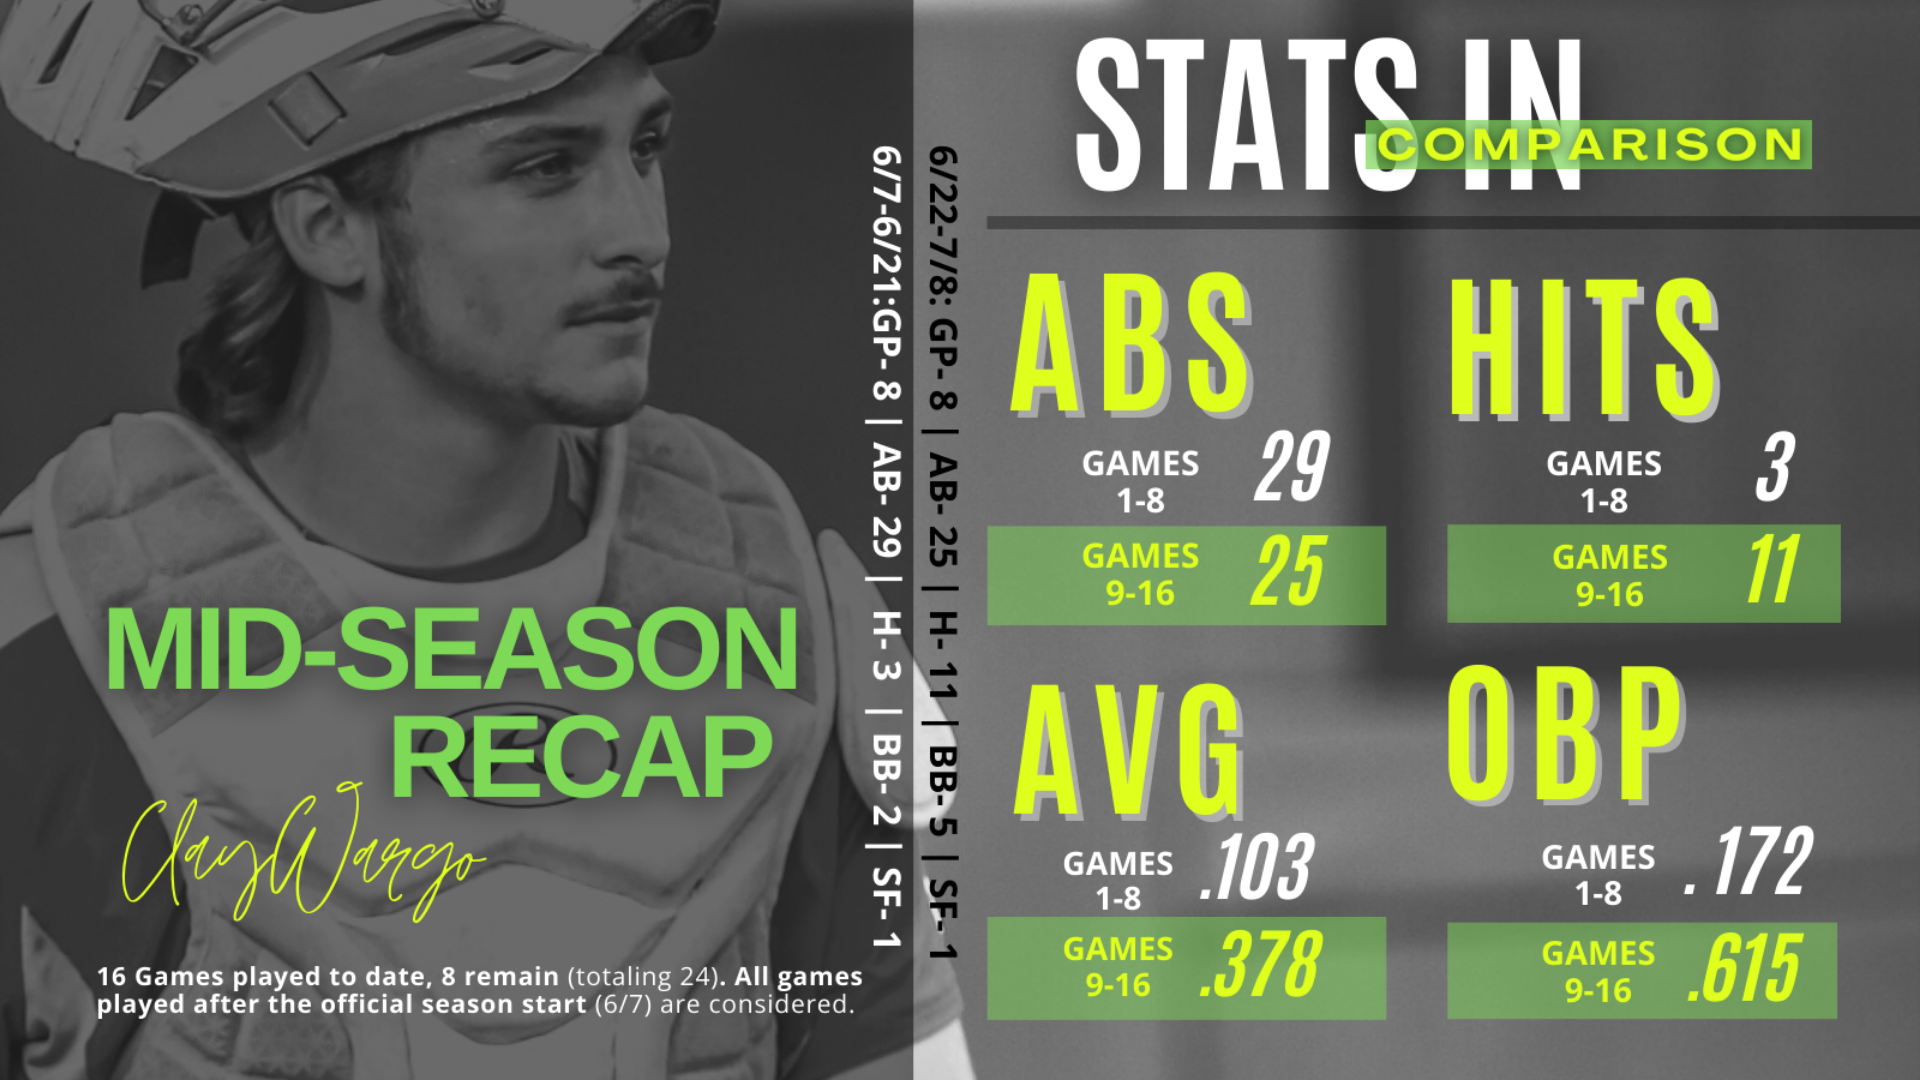 MID-SEASON
RECAP
Clay Wargo
16 Games played to date, 8 remain (totaling 24). All games
played after the official season start (6/7) are considered.
6/7-6/21:GP- 8 | AB- 29 | H- 3 | BB- 2 | SF- 1
6/22-7/8: GP- 8 | AB- 25 | H- 11 | BB- 5 | SF- 1
STATS IN
COMPARISON
ABS
GAMES
1-8
29
GAMES
9-16
25
HITS
GAMES
1-8
3
GAMES
9-16
11
AVG
GAMES
1-8
.103
GAMES
9-16
.378
OBP
GAMES
1-8
.172
GAMES
9-16
.615